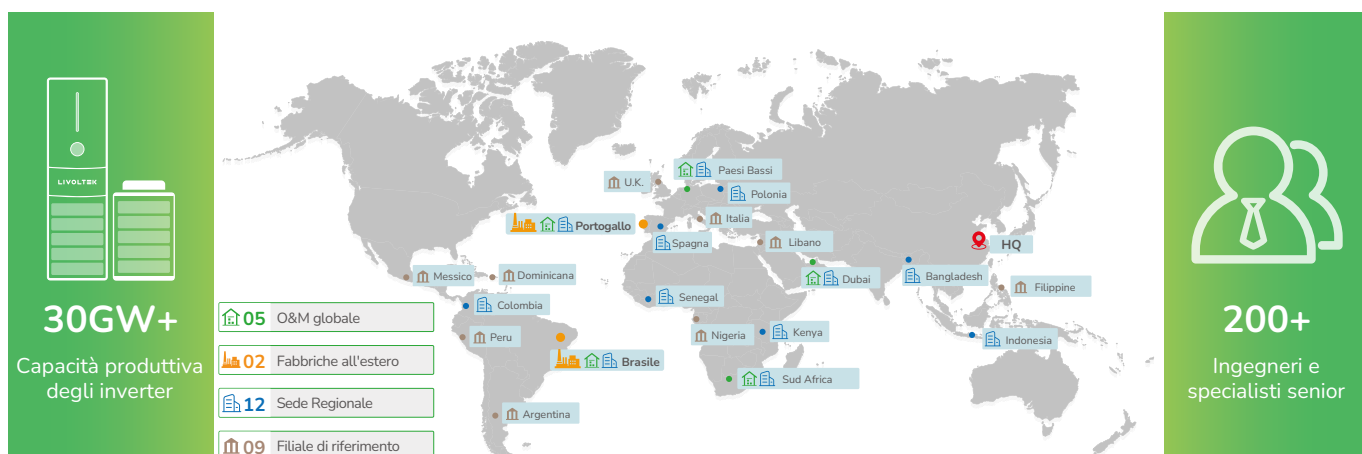 LIVOLTEK
30GW+
Capacità produttiva
degli inverter
Paesi Bassi
U.K.
Polonia
Portogallo
Italia
Spagna
Libano
HQ
Messico
Dominicana
Dubai
Bangladesh
Filippine
Colombia
Senegal
Peru
Nigeria
Kenya
Indonesia
Brasile
Sud Africa
Argentina
05 O&M globale
02 Fabbriche all'estero
12 Sede Regionale
09 Filiale di riferimento
200+
Ingegneri e
specialisti senior